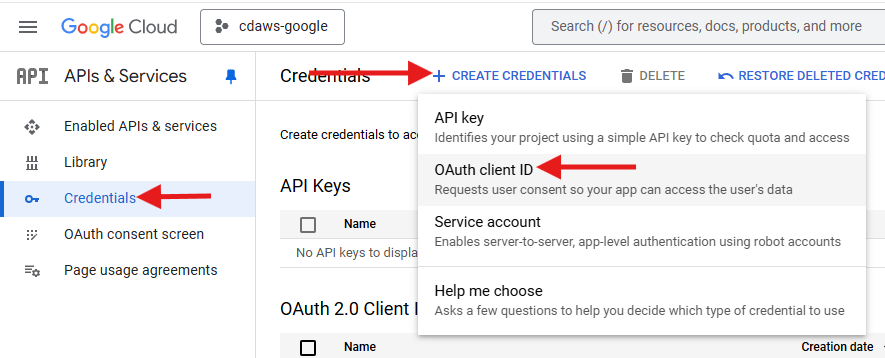 Google Cloud
cdaws-google
Search (/) for resources, docs, products, and more
API
APIs & Services
Credentials
CREATE CREDENTIALS
DELETE
RESTORE DELETED CRED
Enabled APIs & services
Library
Credentials
OAuth consent screen
Page usage agreements
Create credentials to acc
API key
Identifies your project using a simple API key to check quota and access
OAuth client ID
Requests user consent so your app can access the user's data
Service account
Enables server-to-server, app-level authentication using robot accounts
Help me choose
Asks a few questions to help you decide which type of credential to use
API Keys
Name
No API keys to displa
OAuth 2.0 Client I
Name
Creation date